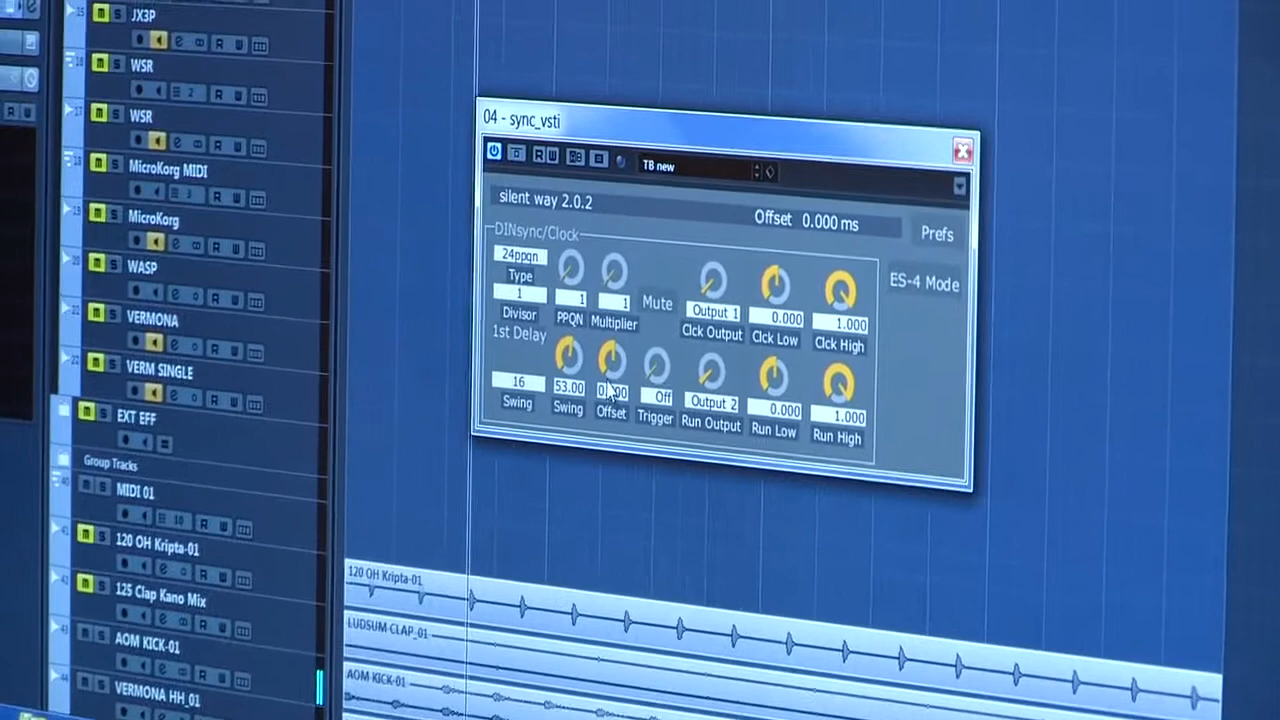 JX3P
R W
WSR
2 R W
WSR
R W
MicroKorg MIDI
3 R W
MicroKorg
R W
WASP
R W
VERMONA
R W
VERM SINGLE
R W
EXT EFF
Group Tracks
MIDI 01
10 R W
120 OH Kripta-01
R W
125 Clap Kano Mix
R W
AOM KICK-01
R W
VERMONA HH_01
04 - sync_vsti
R W
TB new
silent way 2.0.2
Offset 0.000 ms
Prefs
ES-4 Mode
DINsync/Clock
24ppqn
Type
1 1 1
Divisor PPQN Multiplier
Mute
Output 1 0.000 1.000
Clck Output Clck Low Clck High
1st Delay
16 53.00 Off Output 2 0.000 1.000
Swing Swing Offset Trigger Run Output Run Low Run High
120 OH Kripta-01
LUDSUM CLAP_01
AOM KICK-01